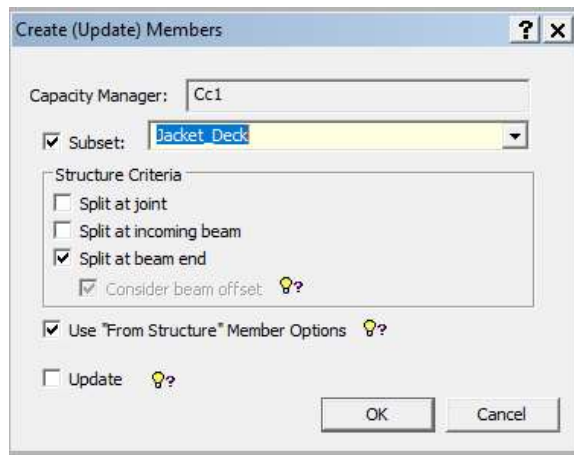 Create (Update) Members ?
Capacity Manager: Cc1
Subset: Jacket_Deck
Structure Criteria
Split at joint
Split at incoming beam
Split at beam end
Consider beam offset ?
Use "From Structure" Member Options ?
Update ?
OK Cancel